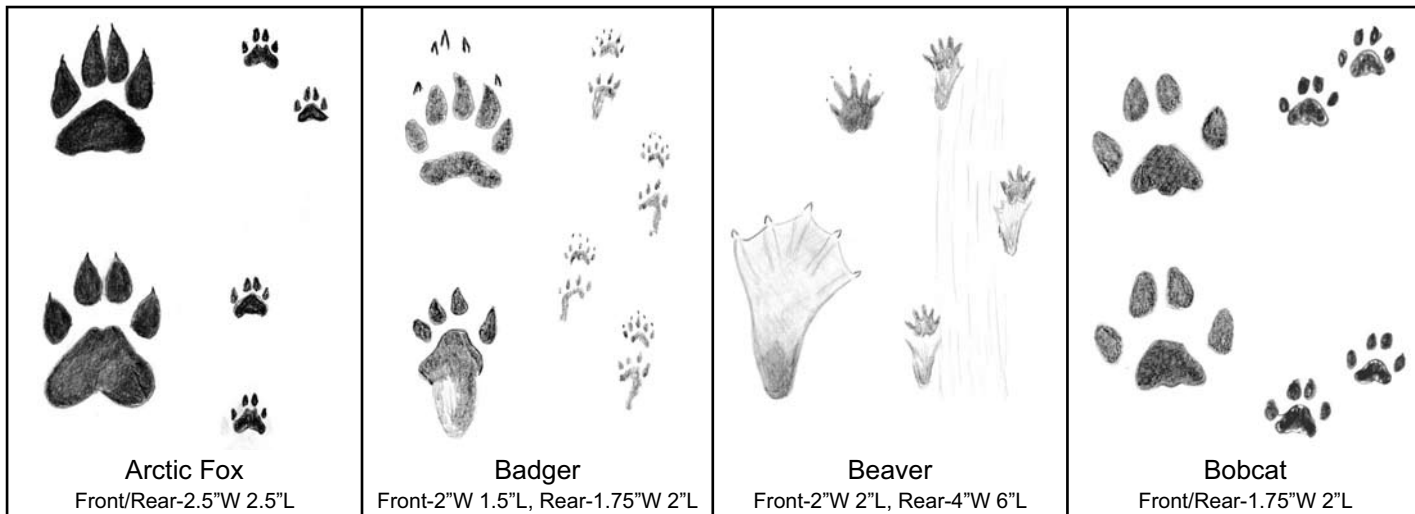 Arctic Fox
Front/Rear-2.5”W 2.5”L
Badger
Front-2”W 1.5”L, Rear-1.75”W 2”L
Beaver
Front-2”W 2”L, Rear-4”W 6”L
Bobcat
Front/Rear-1.75”W 2”L